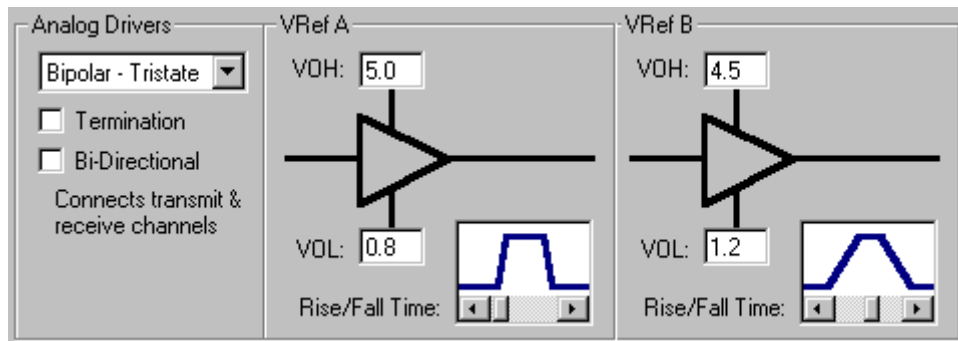 Analog Drivers
Bipolar - Tristate
Termination
Bi-Directional
Connects transmit &
receive channels
VRef A
VOH: 5.0
VOL: 0.8
Rise/Fall Time:
VRef B
VOH: 4.5
VOL: 1.2
Rise/Fall Time: